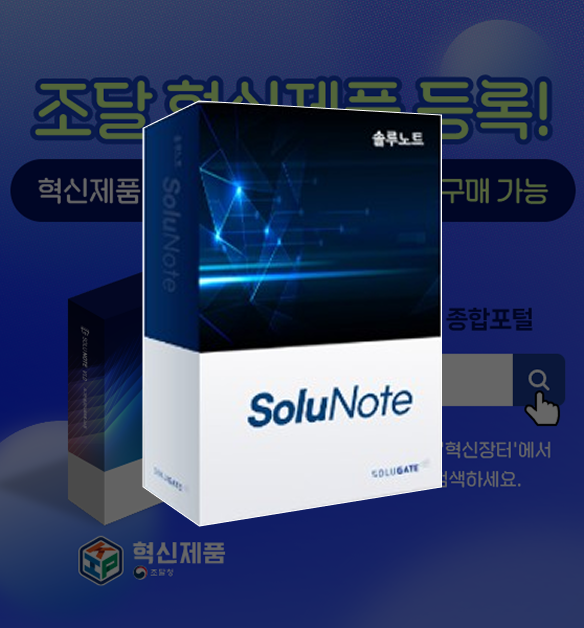 조달 혁신제품 등록!
혁신제품
구매 가능
솔루노트
SoluNote
SoluNote
종합포털
SOLUNOTE
'혁신장터'에서
검색하세요.
SOLUGATE
SOLUGATE
혁신제품
조달청